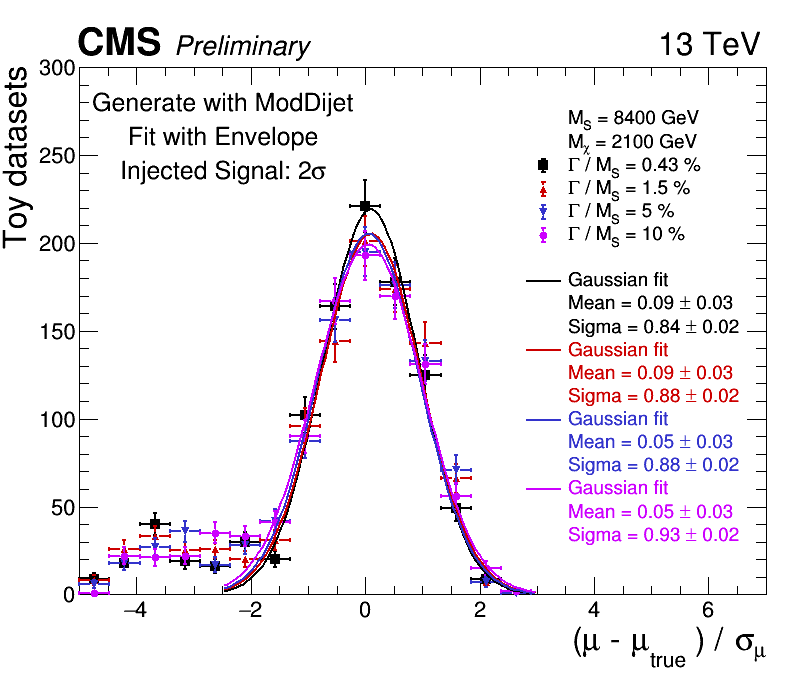 CMS Preliminary 13 TeV
300
250
200
150
100
50
0
Toy datasets
Generate with ModDijet
Fit with Envelope
Injected Signal: 2σ
M_S = 8400 GeV
M_χ = 2100 GeV
Γ / M_S = 0.43 %
Γ / M_S = 1.5 %
Γ / M_S = 5 %
Γ / M_S = 10 %
Gaussian fit
Mean = 0.09 ± 0.03
Sigma = 0.84 ± 0.02
Gaussian fit
Mean = 0.09 ± 0.03
Sigma = 0.88 ± 0.02
Gaussian fit
Mean = 0.05 ± 0.03
Sigma = 0.88 ± 0.02
Gaussian fit
Mean = 0.05 ± 0.03
Sigma = 0.93 ± 0.02
−4 −2 0 2 4 6
(μ - μ_true) / σ_μ